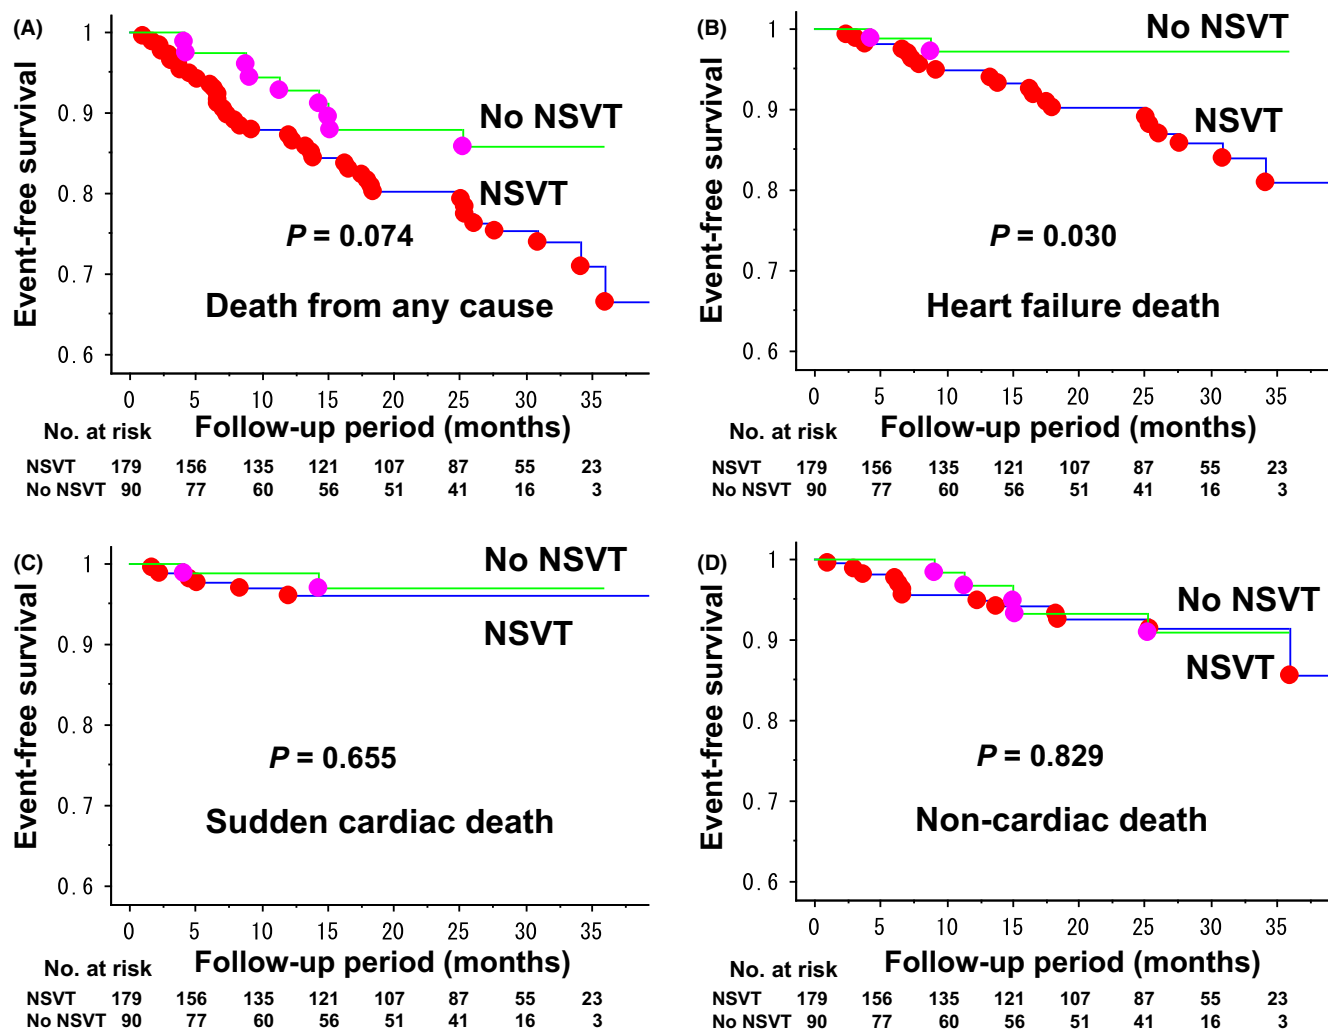 (A)
Event-free survival
1
0.9
0.8
0.7
0.6
No NSVT
NSVT
P = 0.074
Death from any cause
0 5 10 15 20 25 30 35
No. at risk Follow-up period (months)
NSVT 179 156 135 121 107 87 55 23
No NSVT 90 77 60 56 51 41 16 3
(B)
Event-free survival
1
0.9
0.8
0.7
0.6
No NSVT
NSVT
P = 0.030
Heart failure death
0 5 10 15 20 25 30 35
No. at risk Follow-up period (months)
NSVT 179 156 135 121 107 87 55 23
No NSVT 90 77 60 56 51 41 16 3
(C)
Event-free survival
1
0.9
0.8
0.7
0.6
No NSVT
NSVT
P = 0.655
Sudden cardiac death
0 5 10 15 20 25 30 35
No. at risk Follow-up period (months)
NSVT 179 156 135 121 107 87 55 23
No NSVT 90 77 60 56 51 41 16 3
(D)
Event-free survival
1
0.9
0.8
0.7
0.6
No NSVT
NSVT
P = 0.829
Non-cardiac death
0 5 10 15 20 25 30 35
No. at risk Follow-up period (months)
NSVT 179 156 135 121 107 87 55 23
No NSVT 90 77 60 56 51 41 16 3